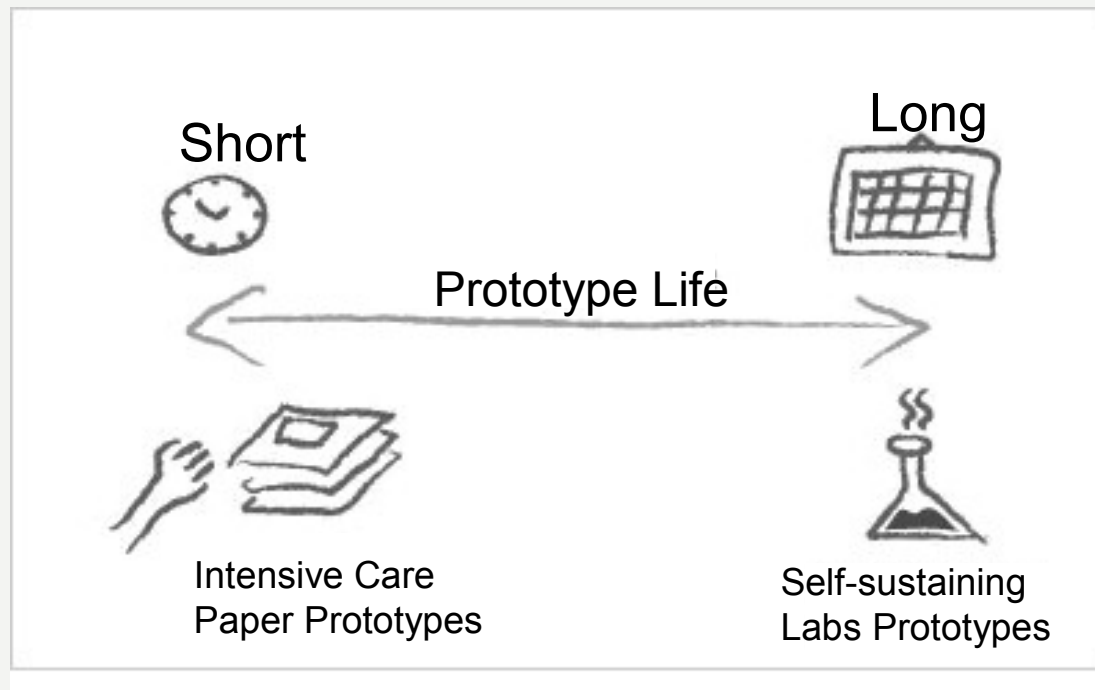 Short
Long
Prototype Life
Intensive Care
Paper Prototypes
Self-sustaining
Labs Prototypes